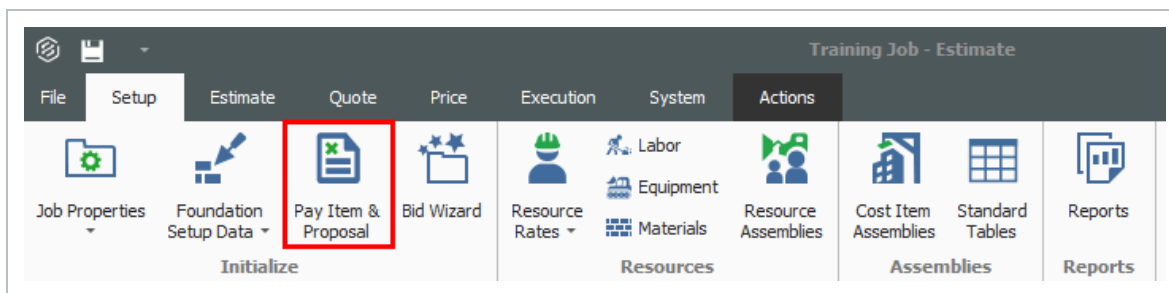 Training Job - Estimate
File Setup Estimate Quote Price Execution System Actions
Job Properties
Foundation
Setup Data
Pay Item &
Proposal
Bid Wizard
Resource
Rates
Labor
Equipment
Materials
Resource
Assemblies
Cost Item
Assemblies
Standard
Tables
Reports
Initialize Resources Assemblies Reports